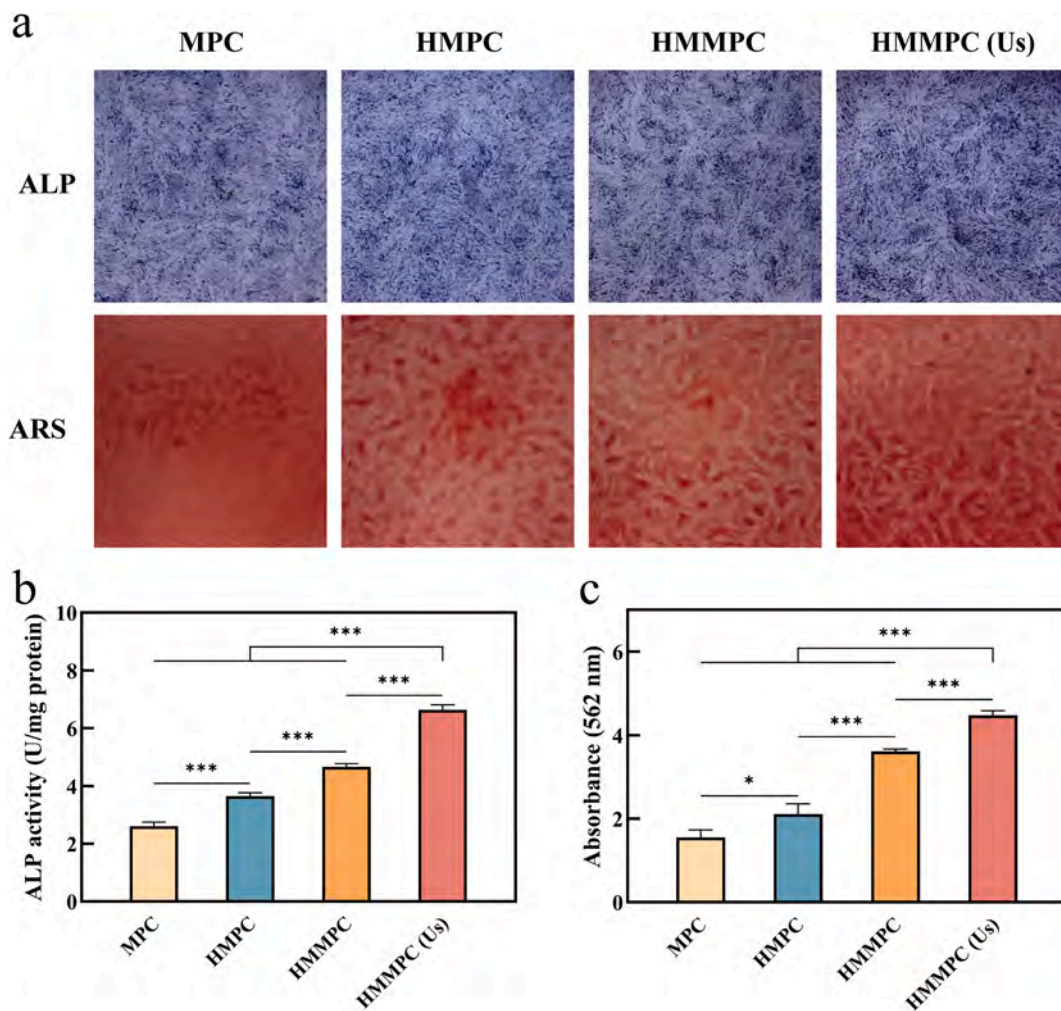 a
MPC HMPC HMMPC HMMPC (Us)
ALP
ARS
b
ALP activity (U/mg protein)
10
8
6
4
2
0
***
***
***
***
MPC
HMPC
HMMPC
HMMPC (Us)
c
Absorbance (562 nm)
6
4
2
0
***
***
***
*
MPC
HMPC
HMMPC
HMMPC (Us)